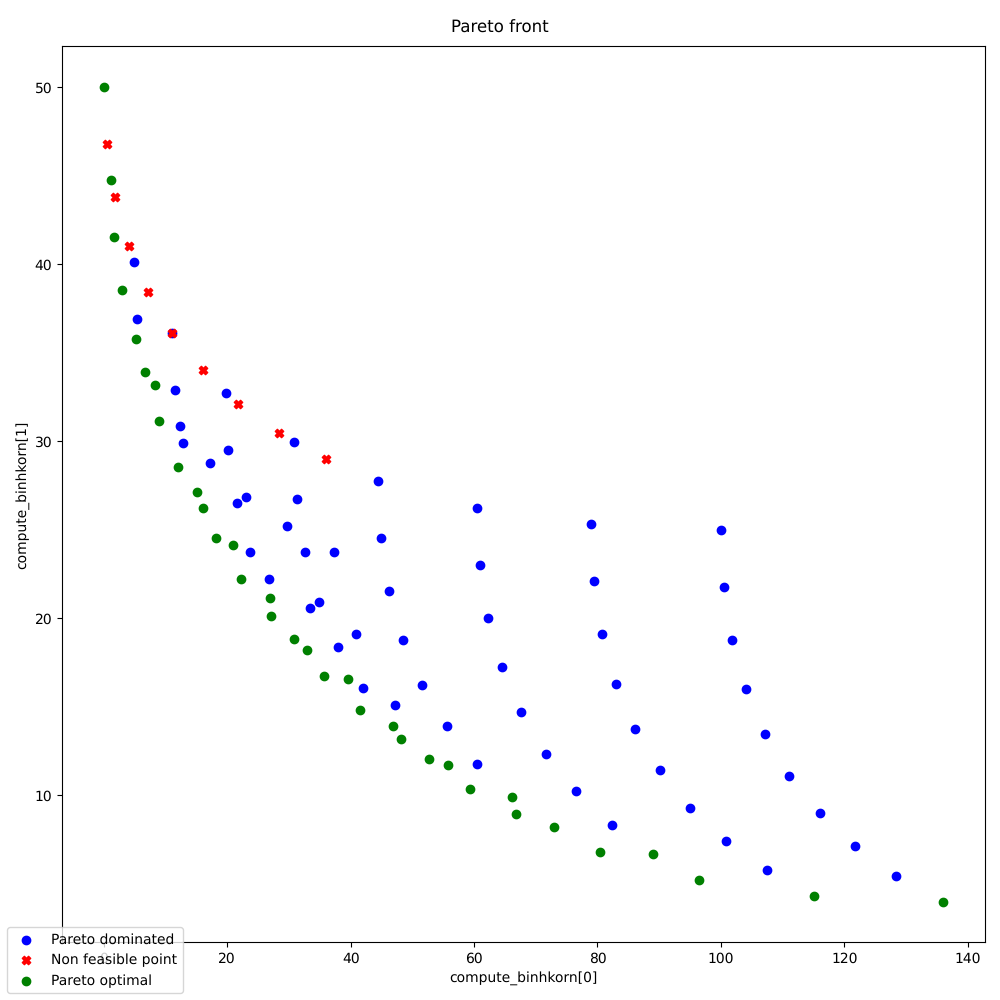 Pareto front
50
40
30
20
10
compute_binhkorn[1]
20 40 60 80 100 120 140
compute_binhkorn[0]
Pareto dominated
Non feasible point
Pareto optimal